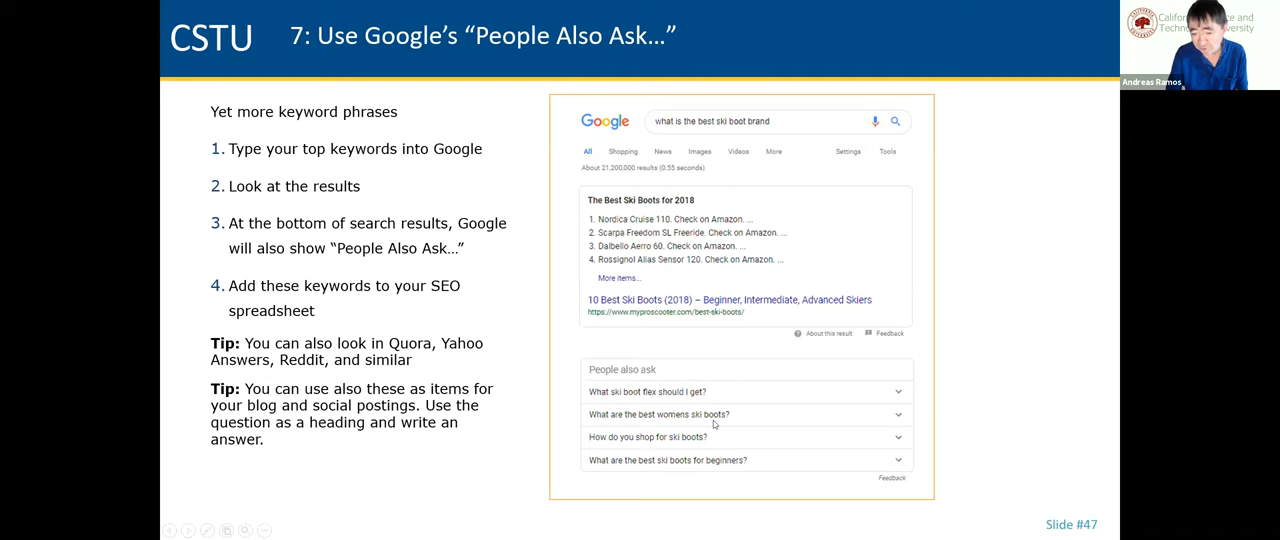 CSTU
7: Use Google’s “People Also Ask…”
Yet more keyword phrases
1. Type your top keywords into Google
2. Look at the results
3. At the bottom of search results, Google
will also show “People Also Ask…”
4. Add these keywords to your SEO
spreadsheet
Tip: You can also look in Quora, Yahoo
Answers, Reddit, and similar
Tip: You can use also these as items for
your blog and social postings. Use the
question as a heading and write an
answer.
Google
what is the best ski boot brand
All Shopping News Images Videos More Settings Tools
About 21,200,000 results (0.55 seconds)
The Best Ski Boots for 2018
1. Nordica Cruise 110. Check on Amazon. ...
2. Scarpa Freedom SL Freeride. Check on Amazon. ...
3. Dalbello Aerro 60. Check on Amazon. ...
4. Rossignol Alias Sensor 120. Check on Amazon. ...
More items...
10 Best Ski Boots (2018) – Beginner, Intermediate, Advanced Skiers
https://www.myproscooter.com/best-ski-boots/
About this result Feedback
People also ask
What ski boot flex should I get?
What are the best womens ski boots?
How do you shop for ski boots?
What are the best ski boots for beginners?
Feedback
Slide #47
and
Andreas Ramos